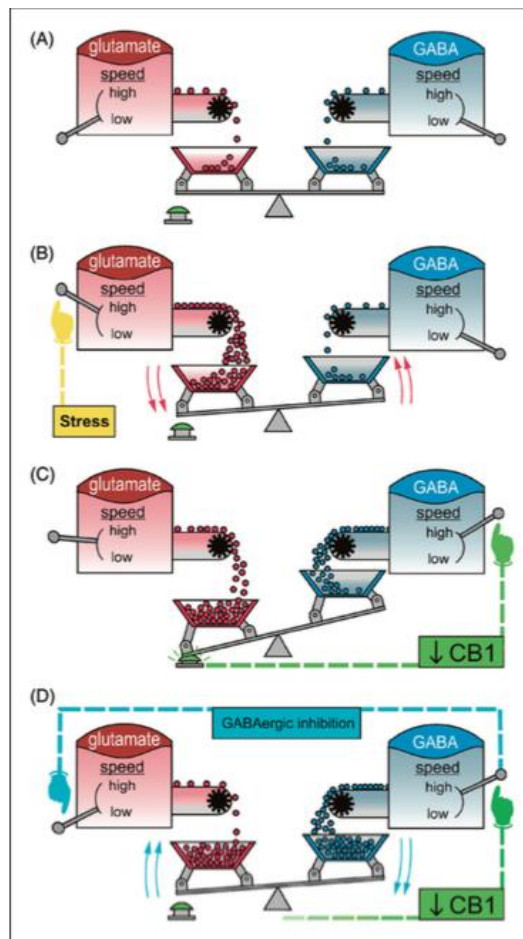 (A)
glutamate
speed
high
low
GABA
speed
high
low
(B)
glutamate
speed
high
low
GABA
speed
high
low
Stress
(C)
glutamate
speed
high
low
GABA
speed
high
low
↓ CB1
(D)
GABAergic inhibition
glutamate
speed
high
low
GABA
speed
high
low
↓ CB1